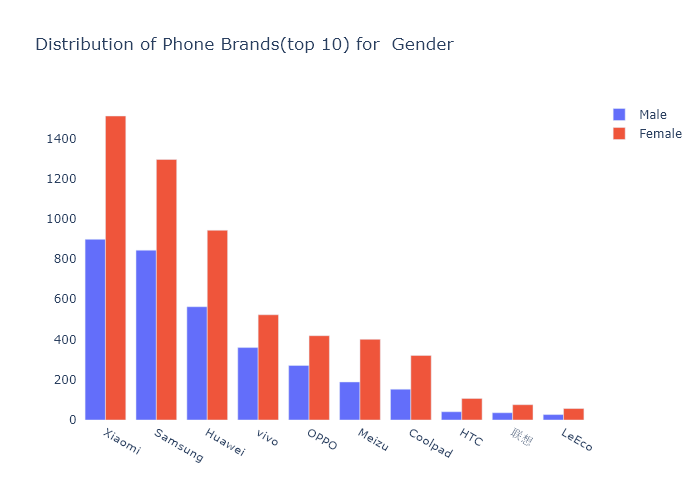 Distribution of Phone Brands(top 10) for  Gender
Male
Female
1400
1200
1000
800
600
400
200
0
Xiaomi
Samsung
Huawei
vivo
OPPO
Meizu
Coolpad
HTC
联想
LeEco